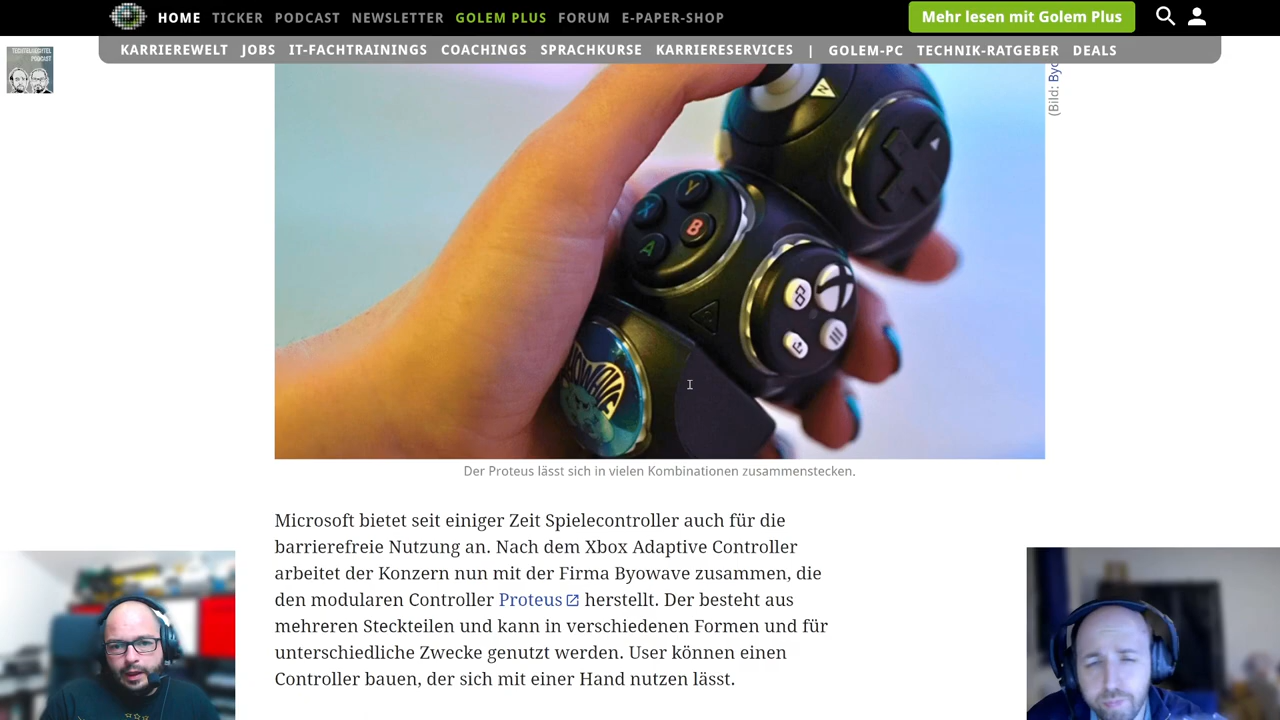 HOME TICKER PODCAST NEWSLETTER GOLEM PLUS FORUM E-PAPER-SHOP Mehr lesen mit Golem Plus
KARRIEREWELT JOBS IT-FACHTRAININGS COACHINGS SPRACHKURSE KARRIERESERVICES | GOLEM-PC TECHNIK-RATGEBER DEALS
TECHTELMECHTEL
PODCAST
(Bild: Byo
N
Y
X
B
A
Der Proteus lässt sich in vielen Kombinationen zusammenstecken.
Microsoft bietet seit einiger Zeit Spielecontroller auch für die
barrierefreie Nutzung an. Nach dem Xbox Adaptive Controller
arbeitet der Konzern nun mit der Firma Byowave zusammen, die
den modularen Controller Proteus herstellt. Der besteht aus
mehreren Steckteilen und kann in verschiedenen Formen und für
unterschiedliche Zwecke genutzt werden. User können einen
Controller bauen, der sich mit einer Hand nutzen lässt.